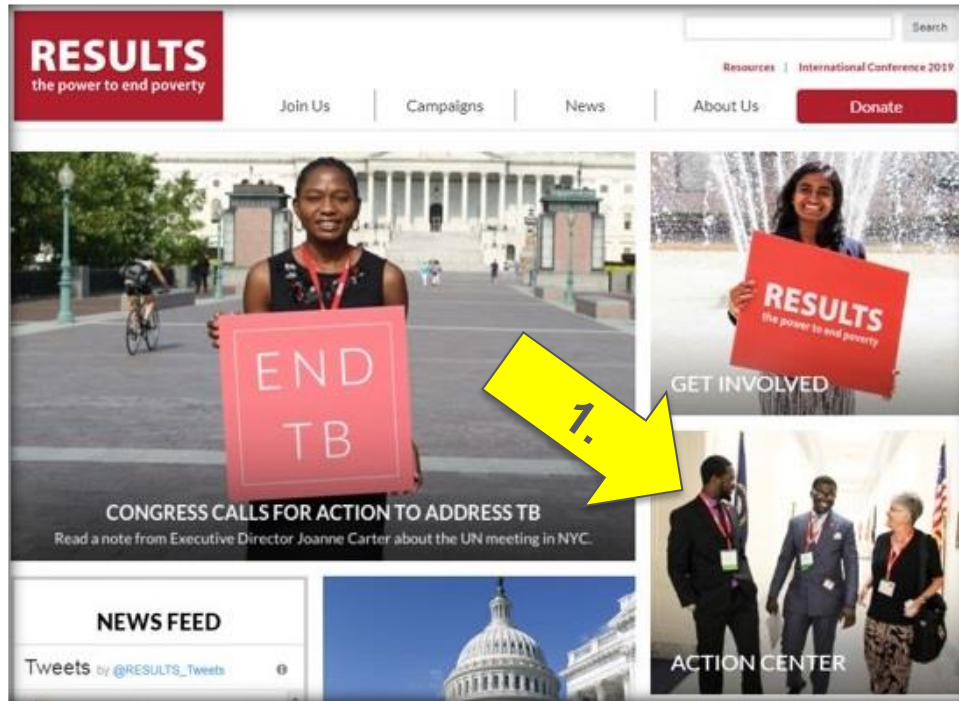 RESULTS
the power to end poverty
Search
Resources | International Conference 2019
Join Us
Campaigns
News
About Us
Donate
END
TB
CONGRESS CALLS FOR ACTION TO ADDRESS TB
Read a note from Executive Director Joanne Carter about the UN meeting in NYC.
RESULTS
the power to end poverty
GET INVOLVED
1.
ACTION CENTER
NEWS FEED
Tweets by @RESULTS_Tweets